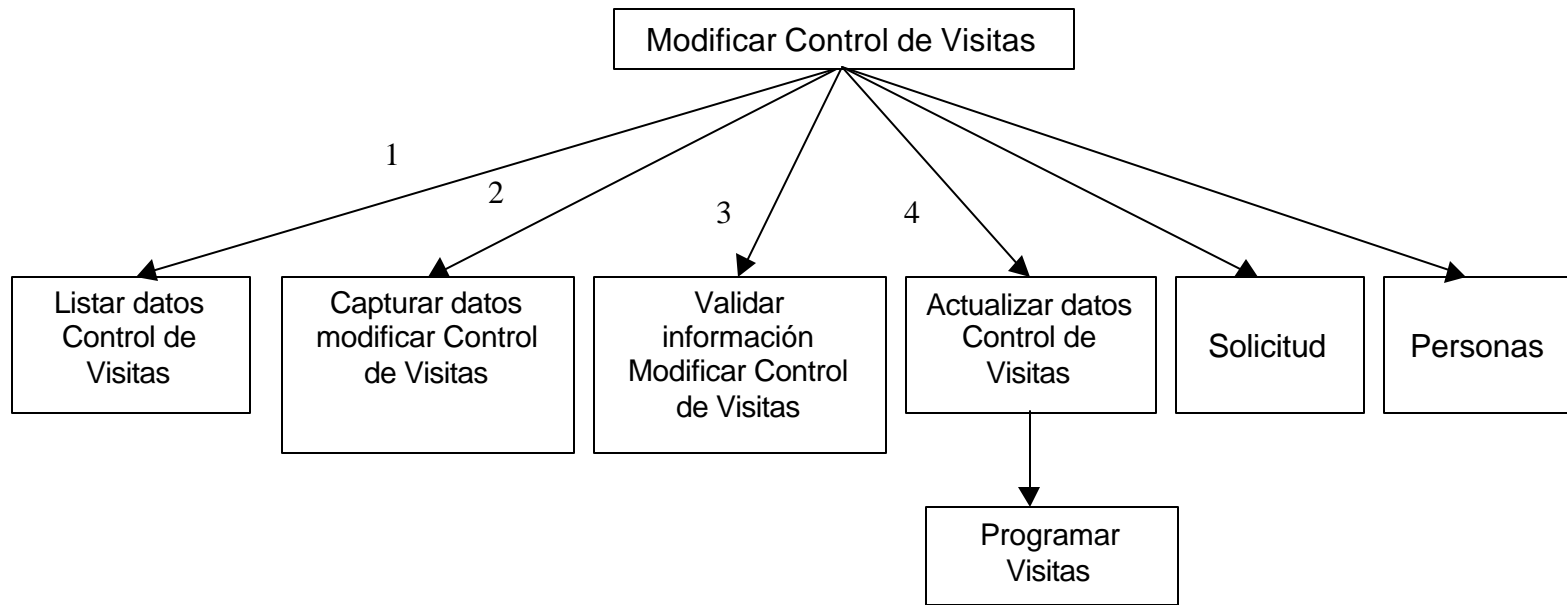 Modificar Control de Visitas
1
2
3
4
Listar datos
Control de
Visitas
Capturar datos
modificar Control
de Visitas
Validar
información
Modificar Control
de Visitas
Actualizar datos
Control de
Visitas
Solicitud
Personas
Programar
Visitas